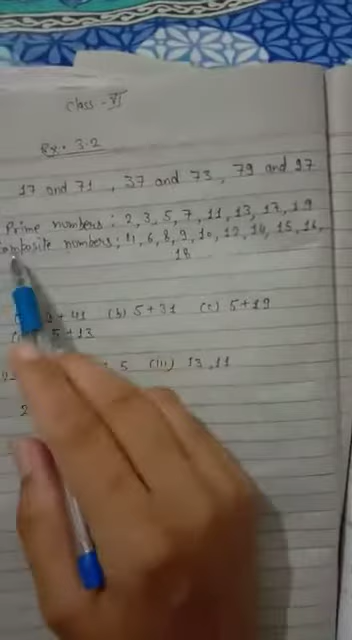 Class - VI
Ex. 3.2
17 and 71, 37 and 73, 79 and 97
Prime numbers: 2, 3, 5, 7, 11, 13, 17, 19
composite numbers; 4, 6, 8, 9, 10, 12, 14, 15, 16,
18
+ 41 (b) 5 + 31 (c) 5 + 19
5 + 13
5 (iii) 13, 11
2